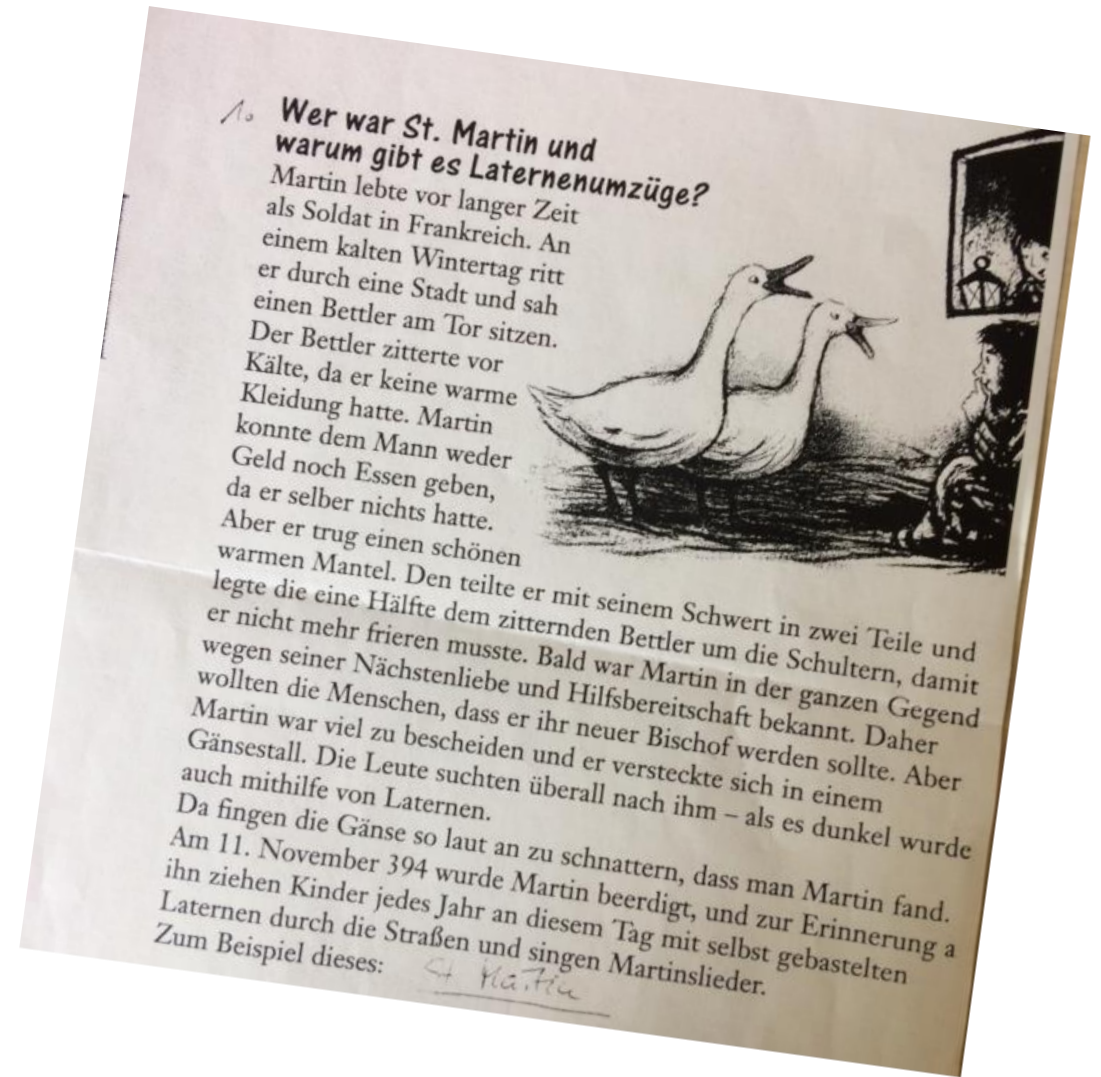 1. Wer war St. Martin und
warum gibt es Laternenumzüge?
Martin lebte vor langer Zeit
als Soldat in Frankreich. An
einem kalten Wintertag ritt
er durch eine Stadt und sah
einen Bettler am Tor sitzen.
Der Bettler zitterte vor
Kälte, da er keine warme
Kleidung hatte. Martin
konnte dem Mann weder
Geld noch Essen geben,
da er selber nichts hatte.
Aber er trug einen schönen
warmen Mantel. Den teilte er mit seinem Schwert in zwei Teile und
legte die eine Hälfte dem zitternden Bettler um die Schultern, damit
er nicht mehr frieren musste. Bald war Martin in der ganzen Gegend
wegen seiner Nächstenliebe und Hilfsbereitschaft bekannt. Daher
wollten die Menschen, dass er ihr neuer Bischof werden sollte. Aber
Martin war viel zu bescheiden und er versteckte sich in einem
Gänsestall. Die Leute suchten überall nach ihm – als es dunkel wurde
auch mithilfe von Laternen.
Da fingen die Gänse so laut an zu schnattern, dass man Martin fand.
Am 11. November 394 wurde Martin beerdigt, und zur Erinnerung a
ihn ziehen Kinder jedes Jahr an diesem Tag mit selbst gebastelten
Laternen durch die Straßen und singen Martinslieder.
Zum Beispiel dieses: St Martin